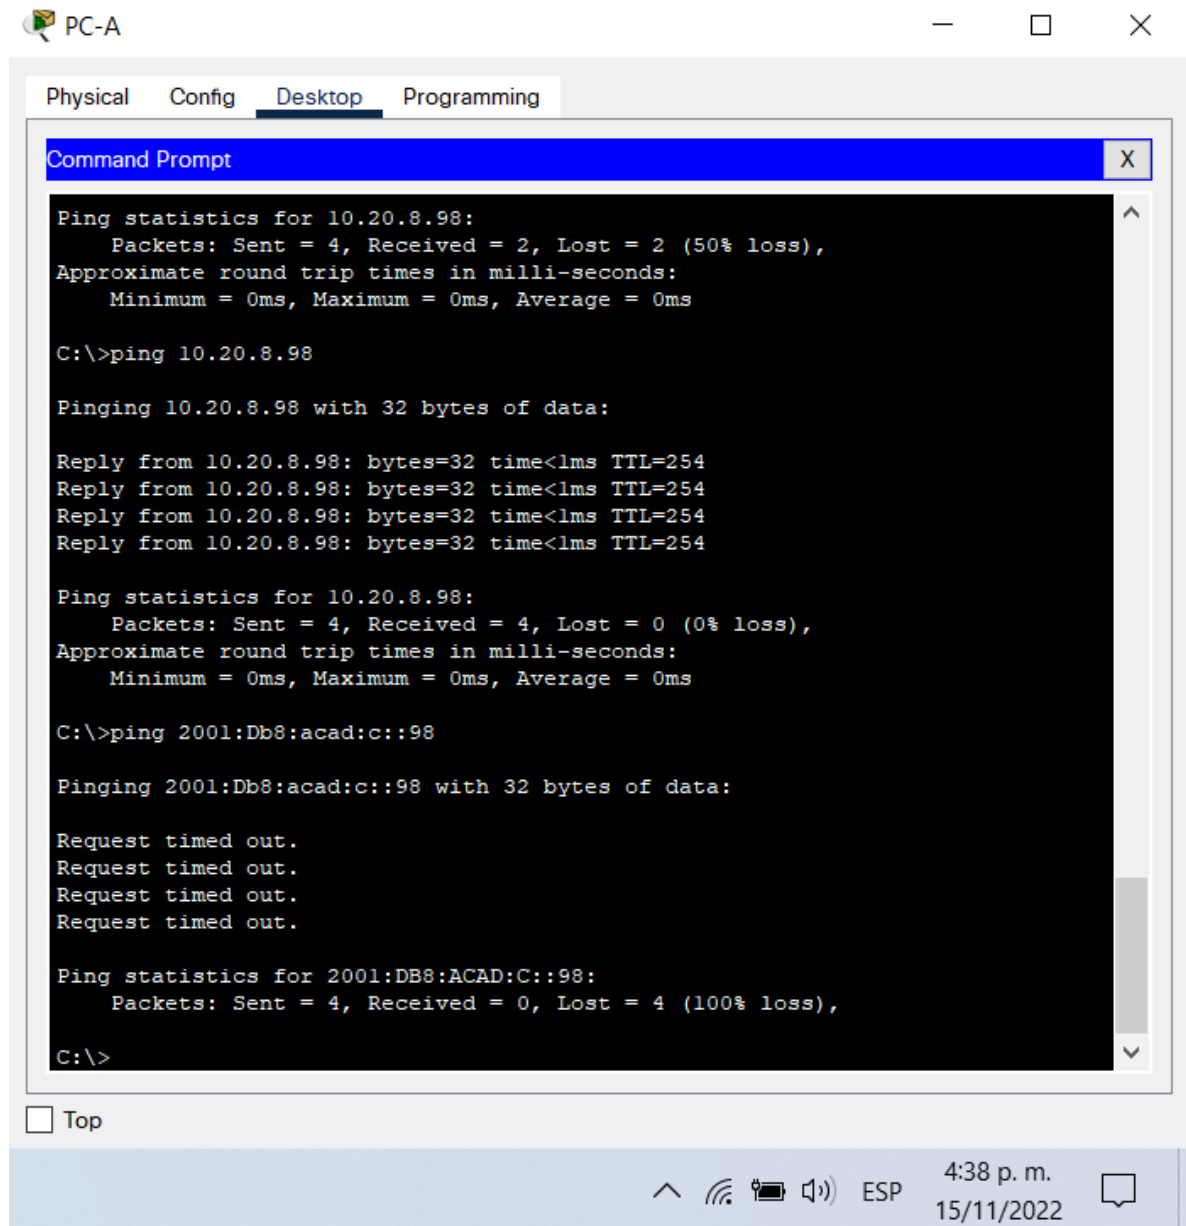 PC-A
Physical Config Desktop Programming
Command Prompt X
Ping statistics for 10.20.8.98:
Packets: Sent = 4, Received = 2, Lost = 2 (50% loss),
Approximate round trip times in milli-seconds:
Minimum = 0ms, Maximum = 0ms, Average = 0ms
C:\>ping 10.20.8.98
Pinging 10.20.8.98 with 32 bytes of data:
Reply from 10.20.8.98: bytes=32 time<1ms TTL=254
Reply from 10.20.8.98: bytes=32 time<1ms TTL=254
Reply from 10.20.8.98: bytes=32 time<1ms TTL=254
Reply from 10.20.8.98: bytes=32 time<1ms TTL=254
Ping statistics for 10.20.8.98:
Packets: Sent = 4, Received = 4, Lost = 0 (0% loss),
Approximate round trip times in milli-seconds:
Minimum = 0ms, Maximum = 0ms, Average = 0ms
C:\>ping 2001:Db8:acad:c::98
Pinging 2001:Db8:acad:c::98 with 32 bytes of data:
Request timed out.
Request timed out.
Request timed out.
Request timed out.
Ping statistics for 2001:DB8:ACAD:C::98:
Packets: Sent = 4, Received = 0, Lost = 4 (100% loss),
C:\>
Top
ESP
4:38 p. m.
15/11/2022